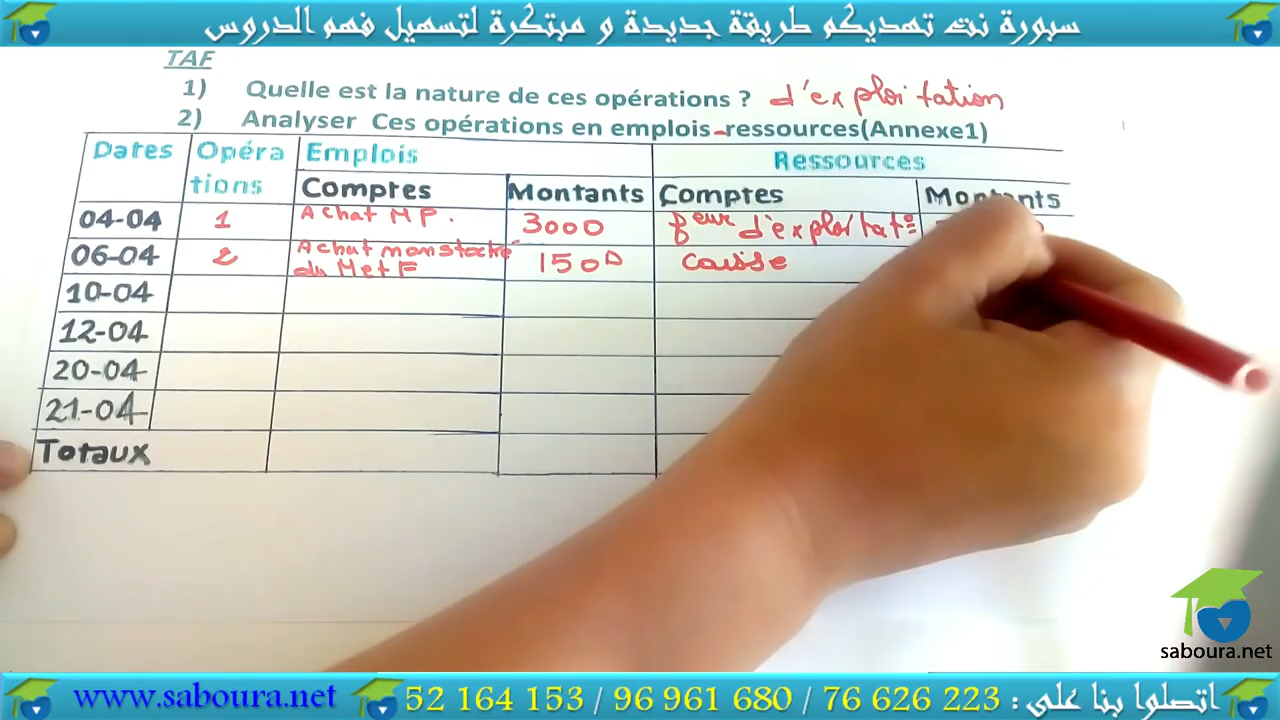 سبورة نت تهديكم طريقة جديدة و مبتكرة لتسهيل فهم الدروس
TAF
1) Quelle est la nature de ces opérations ? d'exploitation
2) Analyser Ces opérations en emplois-ressources(Annexe1)
Dates Opéra tions Emplois Ressources
Comptes Montants Comptes Montants
04-04 1 Achat MP. 3000 feur d'exploitat°
06-04 2 Achat non stocké du M et F 1500 caisse
10-04
12-04
20-04
21-04
Totaux
saboura.net
www.saboura.net 52 164 153 / 96 961 680 / 76 626 223 اتصلوا بنا على :